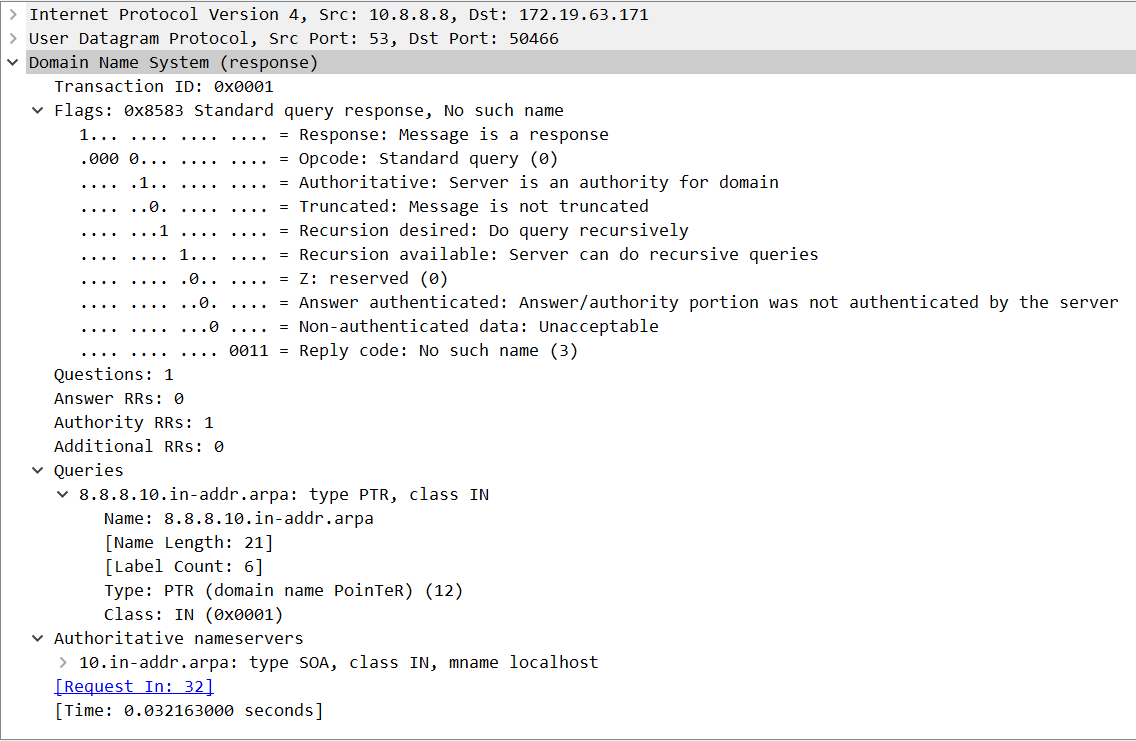 Internet Protocol Version 4, Src: 10.8.8.8, Dst: 172.19.63.171
User Datagram Protocol, Src Port: 53, Dst Port: 50466
Domain Name System (response)
Transaction ID: 0x0001
Flags: 0x8583 Standard query response, No such name
1... .... .... .... = Response: Message is a response
.000 0... .... .... = Opcode: Standard query (0)
.... .1.. .... .... = Authoritative: Server is an authority for domain
.... ..0. .... .... = Truncated: Message is not truncated
.... ...1 .... .... = Recursion desired: Do query recursively
.... .... 1... .... = Recursion available: Server can do recursive queries
.... .... .0.. .... = Z: reserved (0)
.... .... ..0. .... = Answer authenticated: Answer/authority portion was not authenticated by the server
.... .... ...0 .... = Non-authenticated data: Unacceptable
.... .... .... 0011 = Reply code: No such name (3)
Questions: 1
Answer RRs: 0
Authority RRs: 1
Additional RRs: 0
Queries
8.8.8.10.in-addr.arpa: type PTR, class IN
Name: 8.8.8.10.in-addr.arpa
[Name Length: 21]
[Label Count: 6]
Type: PTR (domain name PoinTeR) (12)
Class: IN (0x0001)
Authoritative nameservers
10.in-addr.arpa: type SOA, class IN, mname localhost
[Request In: 32]
[Time: 0.032163000 seconds]